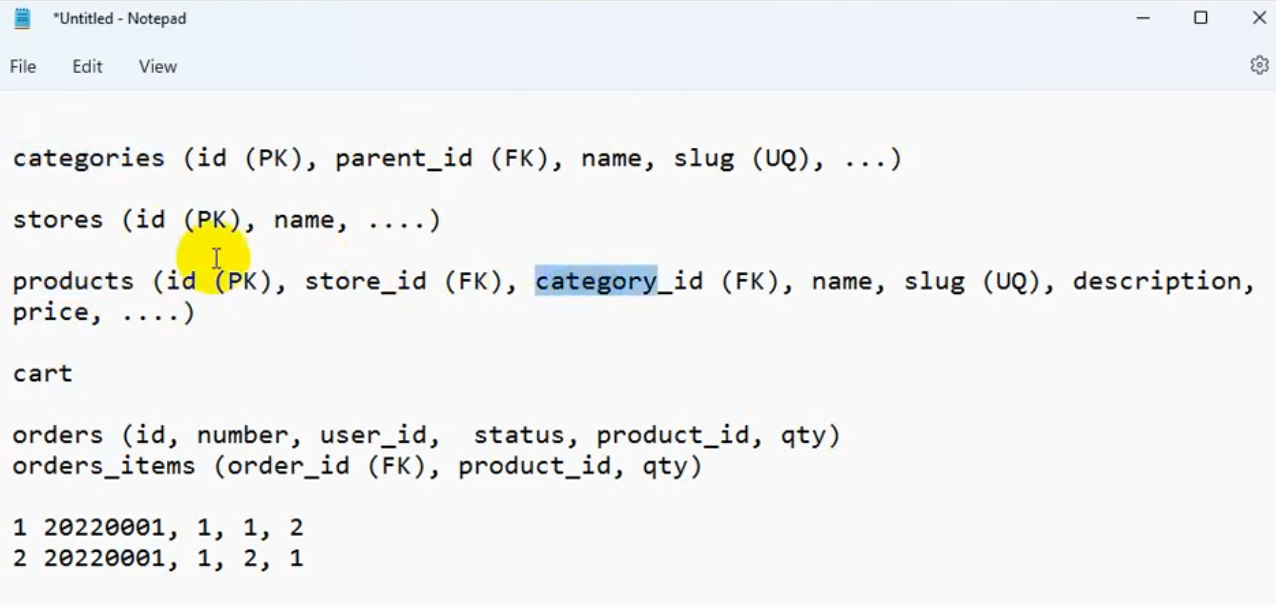 *Untitled - Notepad
File Edit View
categories (id (PK), parent_id (FK), name, slug (UQ), ...)
stores (id (PK), name, ....)
products (id (PK), store_id (FK), category_id (FK), name, slug (UQ), description,
price, ....)
cart
orders (id, number, user_id,  status, product_id, qty)
orders_items (order_id (FK), product_id, qty)
1 20220001, 1, 1, 2
2 20220001, 1, 2, 1